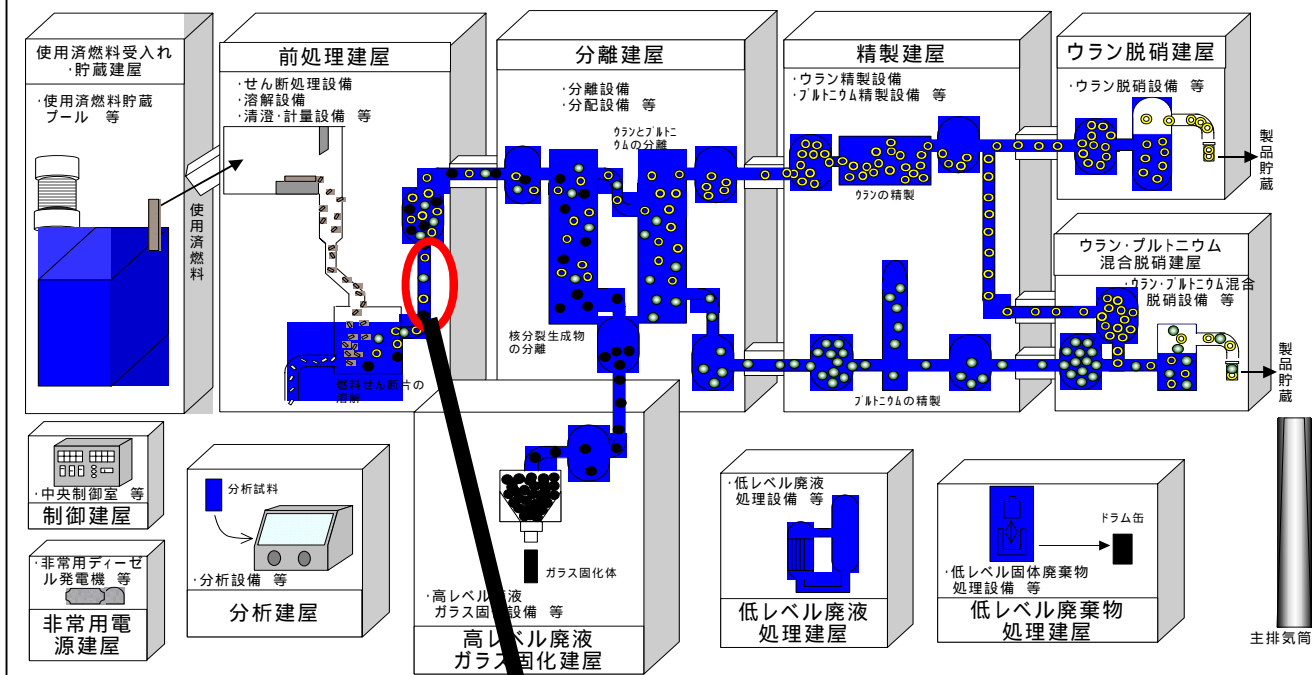 使用済燃料受入れ
・貯蔵建屋
・使用済燃料貯蔵
プール 等
使用済燃料
前処理建屋
・せん断処理設備
・溶解設備
・清澄・計量設備 等
燃料せん断片の
溶解
分離建屋
・分離設備
・分配設備 等
ウランとプルトニ
ウムの分離
核分裂生成物
の分離
精製建屋
・ウラン精製設備
・プルトニウム精製設備 等
ウランの精製
プルトニウムの精製
ウラン脱硝建屋
・ウラン脱硝設備 等
製品貯蔵
ウラン・プルトニウム
混合脱硝建屋
・ウラン・プルトニウム混合
脱硝設備 等
製品貯蔵
・中央制御室 等
制御建屋
・非常用ディーゼ
ル発電機 等
非常用電
源建屋
分析試料
・分析設備 等
分析建屋
ガラス固化体
・高レベル廃液
ガラス固化設備 等
高レベル廃液
ガラス固化建屋
・低レベル廃液
処理設備 等
低レベル廃液
処理建屋
ドラム缶
・低レベル固体廃棄物
処理設備 等
低レベル廃棄物
処理建屋
主排気筒